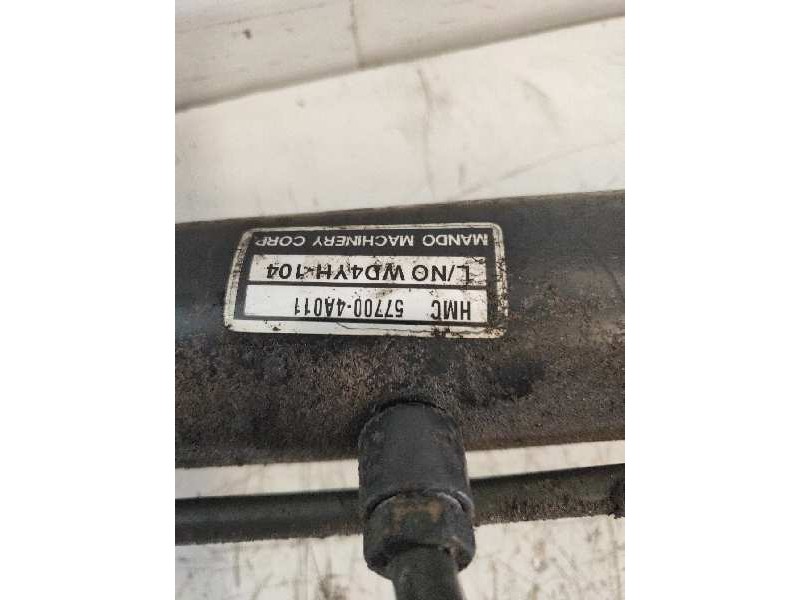 HMC 57700-4A011
L/NO WD4YH-104
MANDO MACHINERY CORP.